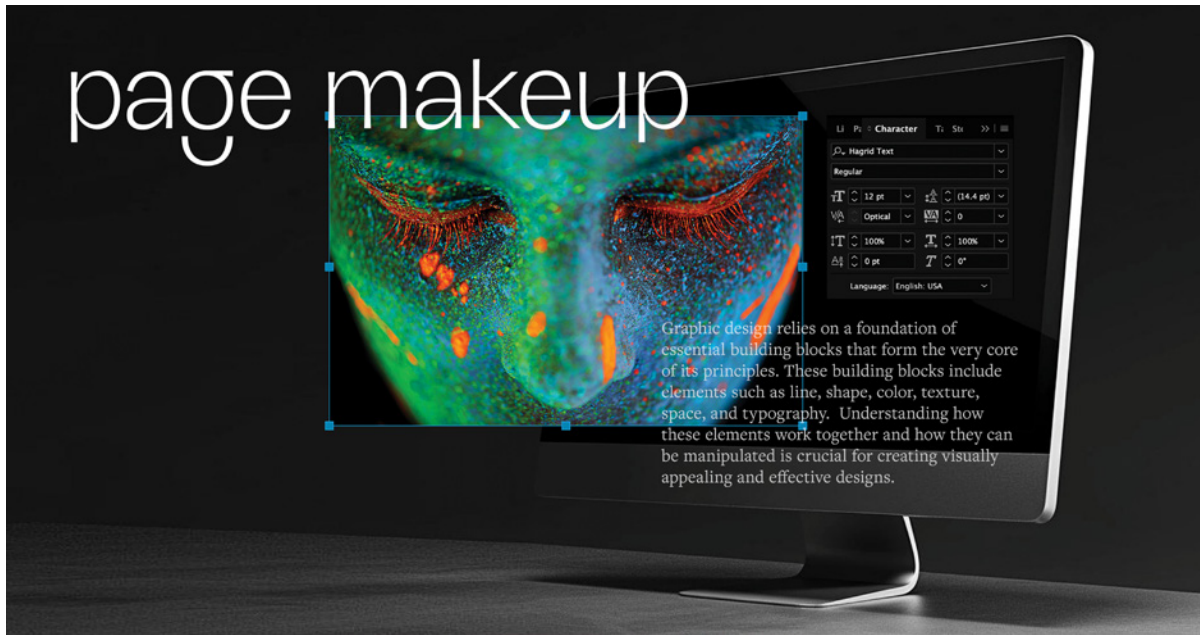 page makeup
Li Pa Character Ta Str
Hagrid Text
Regular
12 pt (14.4 pt)
Optical 0
100% 100%
0 pt 0°
Language: English: USA
Graphic design relies on a foundation of
essential building blocks that form the very core
of its principles. These building blocks include
elements such as line, shape, color, texture,
space, and typography.  Understanding how
these elements work together and how they can
be manipulated is crucial for creating visually
appealing and effective designs.